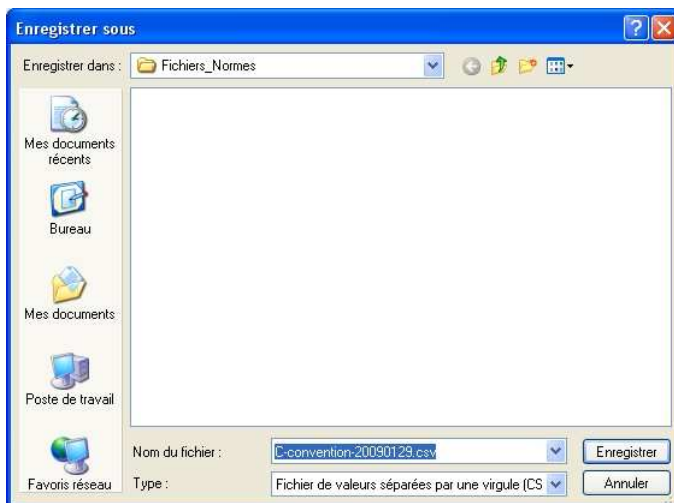 Enregistrer sous
Enregistrer dans :
Fichiers_Normes
Mes documents
récents
Bureau
Mes documents
Poste de travail
Favoris réseau
Nom du fichier :
C-convention-20090129.csv
Enregistrer
Type :
Fichier de valeurs séparées par une virgule (CS
Annuler